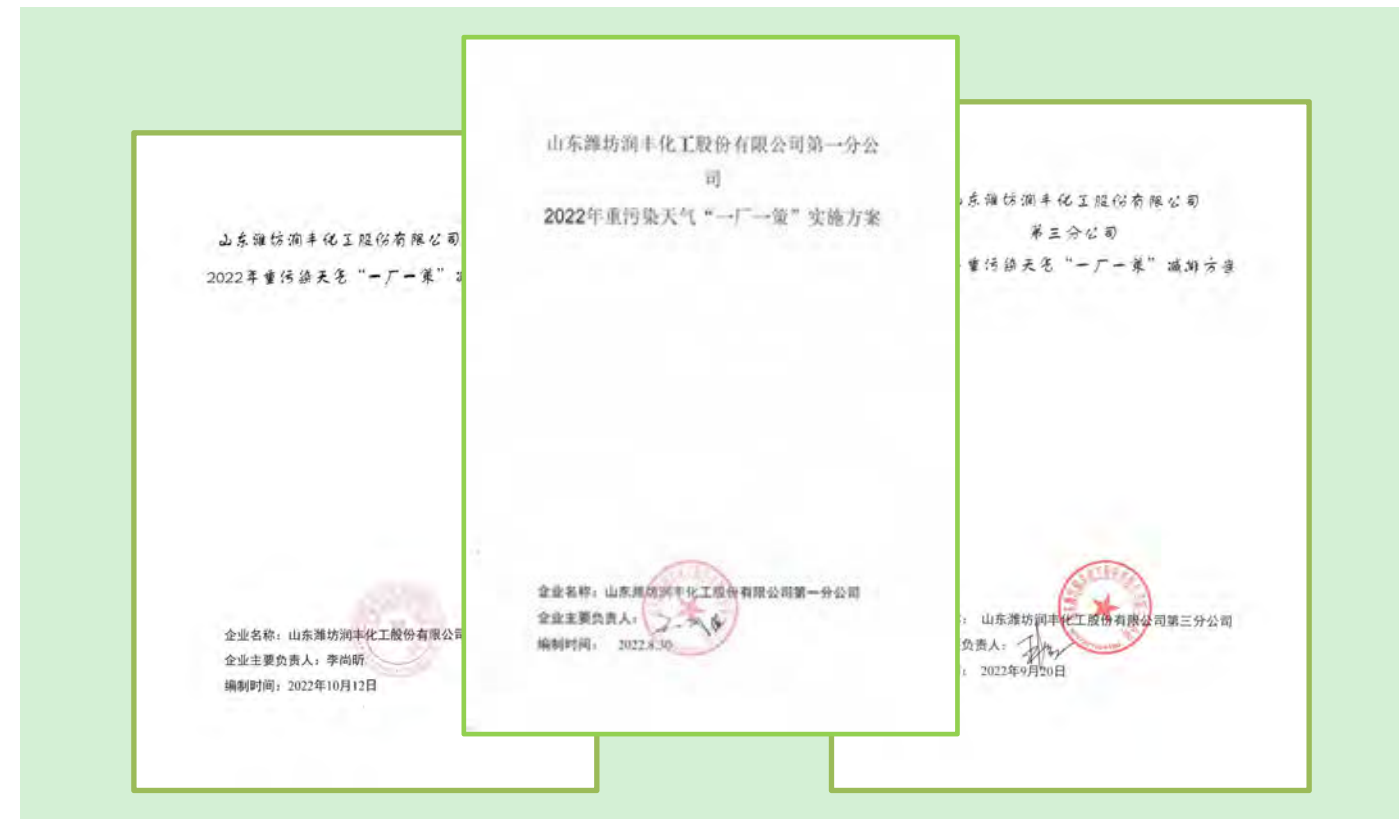 山东潍坊润丰化工股份有限公司
2022年重污染天气“一厂一策”
企业名称：山东潍坊润丰化工股份有限公司
企业主要负责人：李尚昕
编制时间：2022年10月12日
山东潍坊润丰化工股份有限公司第一分公
司
2022年重污染天气“一厂一策”实施方案
企业名称：山东潍坊润丰化工股份有限公司第一分公司
企业主要负责人：
编制时间： 2022.8.30
东潍坊润丰化工股份有限公司
第三分公司
重污染天气“一厂一策”减排方案
： 山东潍坊润丰化工股份有限公司第三分公司
负责人：
： 2022年9月20日